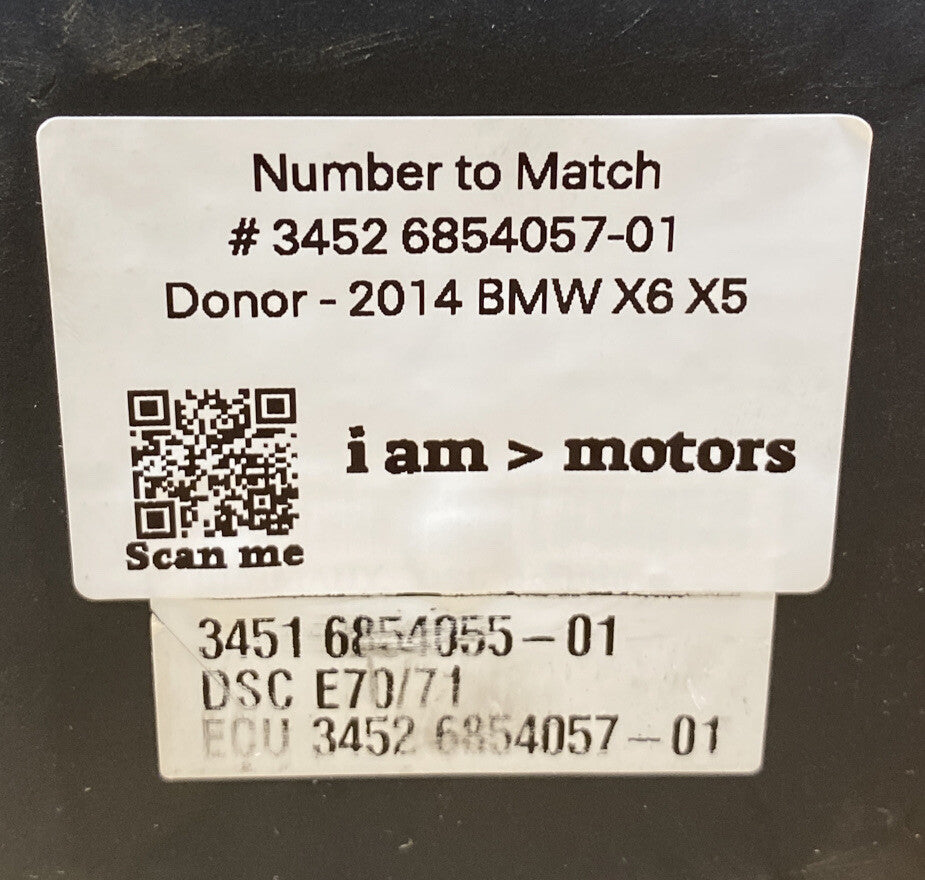 Number to Match
# 3452 6854057-01
Donor - 2014 BMW X6 X5
i am > motors
Scan me
3451 6854055-01
DSC E70/71
ECU 3452 6854057-01